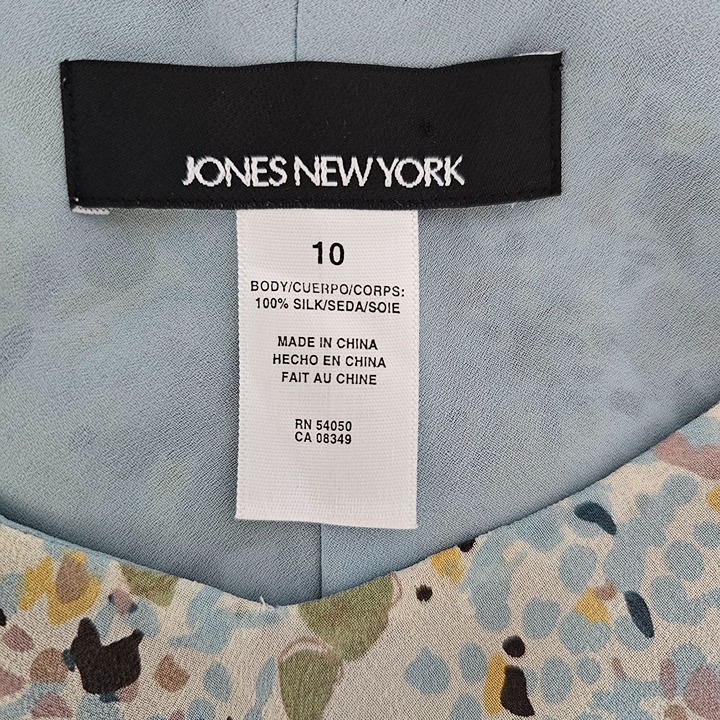 JONES NEW YORK
10
BODY/CUERPO/CORPS:
100% SILK/SEDA/SOIE
MADE IN CHINA
HECHO EN CHINA
FAIT AU CHINE
RN 54050
CA 08349